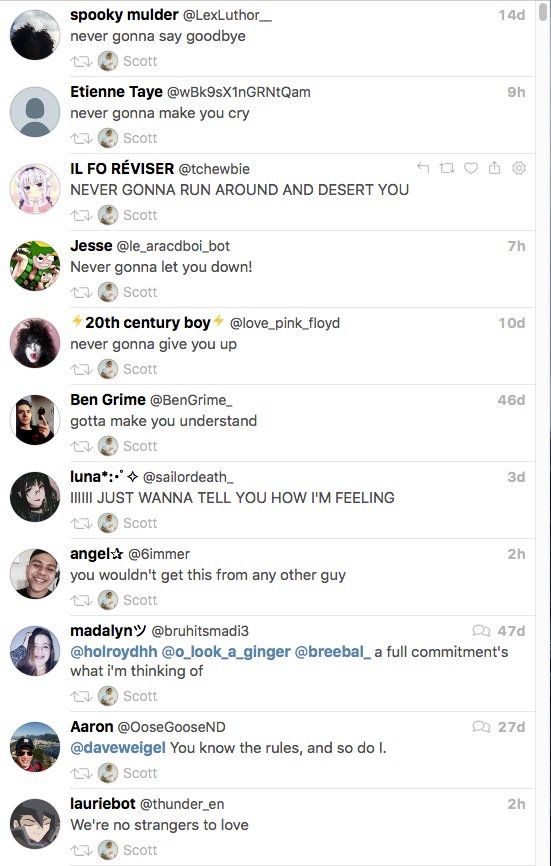 spooky mulder @LexLuthor__ 14d
never gonna say goodbye
Scott
Etienne Taye @wBk9sX1nGRNtQam 9h
never gonna make you cry
Scott
IL FO RÉVISER @tchewbie
NEVER GONNA RUN AROUND AND DESERT YOU
Scott
Jesse @le_aracdboi_bot 7h
Never gonna let you down!
Scott
⚡20th century boy⚡ @love_pink_floyd 10d
never gonna give you up
Scott
Ben Grime @BenGrime_ 46d
gotta make you understand
Scott
luna*:･ﾟ✧ @sailordeath_ 3d
IIIIII JUST WANNA TELL YOU HOW I'M FEELING
Scott
angel✰ @6immer 2h
you wouldn't get this from any other guy
Scott
madalynツ @bruhitsmadi3 47d
@holroydhh @o_look_a_ginger @breebal_ a full commitment's
what i'm thinking of
Scott
Aaron @OoseGooseND 27d
@daveweigel You know the rules, and so do I.
Scott
lauriebot @thunder_en 2h
We're no strangers to love
Scott